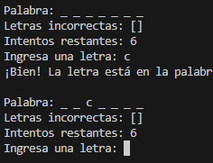 Palabra: _ _ _ _ _ _ _
Letras incorrectas: []
Intentos restantes: 6
Ingresa una letra: c
¡Bien! La letra está en la palabr
Palabra: _ _ c _ _ _ _
Letras incorrectas: []
Intentos restantes: 6
Ingresa una letra: